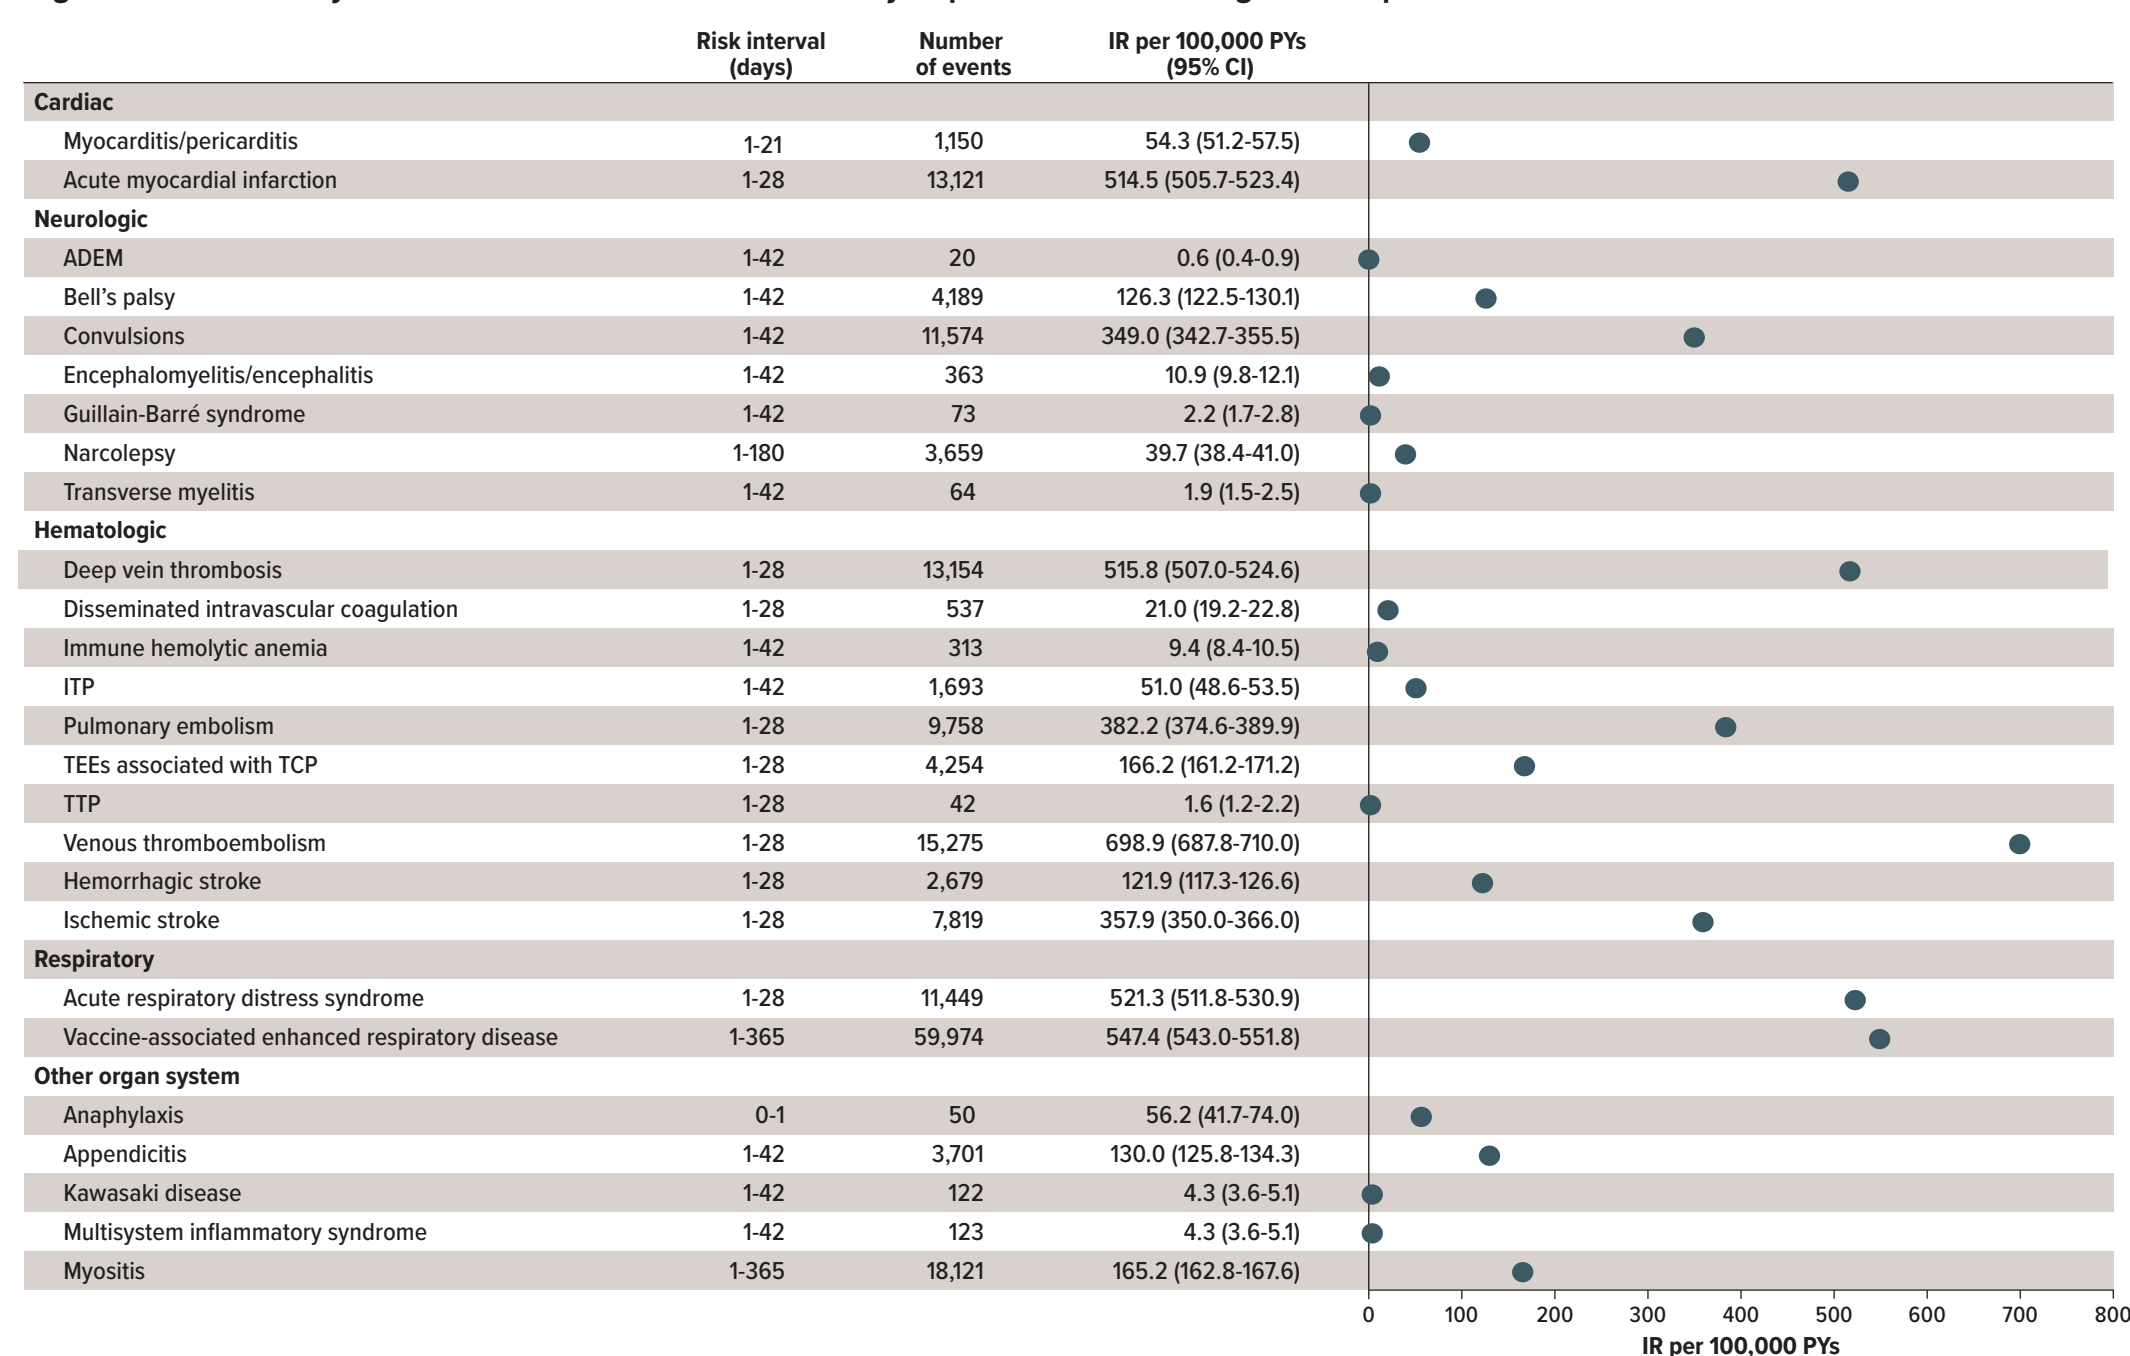 Risk interval (days) Number of events IR per 100,000 PYs (95% CI)
Cardiac
Myocarditis/pericarditis 1-21 1,150 54.3 (51.2-57.5)
Acute myocardial infarction 1-28 13,121 514.5 (505.7-523.4)
Neurologic
ADEM 1-42 20 0.6 (0.4-0.9)
Bell’s palsy 1-42 4,189 126.3 (122.5-130.1)
Convulsions 1-42 11,574 349.0 (342.7-355.5)
Encephalomyelitis/encephalitis 1-42 363 10.9 (9.8-12.1)
Guillain-Barré syndrome 1-42 73 2.2 (1.7-2.8)
Narcolepsy 1-180 3,659 39.7 (38.4-41.0)
Transverse myelitis 1-42 64 1.9 (1.5-2.5)
Hematologic
Deep vein thrombosis 1-28 13,154 515.8 (507.0-524.6)
Disseminated intravascular coagulation 1-28 537 21.0 (19.2-22.8)
Immune hemolytic anemia 1-42 313 9.4 (8.4-10.5)
ITP 1-42 1,693 51.0 (48.6-53.5)
Pulmonary embolism 1-28 9,758 382.2 (374.6-389.9)
TEEs associated with TCP 1-28 4,254 166.2 (161.2-171.2)
TTP 1-28 42 1.6 (1.2-2.2)
Venous thromboembolism 1-28 15,275 698.9 (687.8-710.0)
Hemorrhagic stroke 1-28 2,679 121.9 (117.3-126.6)
Ischemic stroke 1-28 7,819 357.9 (350.0-366.0)
Respiratory
Acute respiratory distress syndrome 1-28 11,449 521.3 (511.8-530.9)
Vaccine-associated enhanced respiratory disease 1-365 59,974 547.4 (543.0-551.8)
Other organ system
Anaphylaxis 0-1 50 56.2 (41.7-74.0)
Appendicitis 1-42 3,701 130.0 (125.8-134.3)
Kawasaki disease 1-42 122 4.3 (3.6-5.1)
Multisystem inflammatory syndrome 1-42 123 4.3 (3.6-5.1)
Myositis 1-365 18,121 165.2 (162.8-167.6)
0 100 200 300 400 500 600 700 800
IR per 100,000 PYs